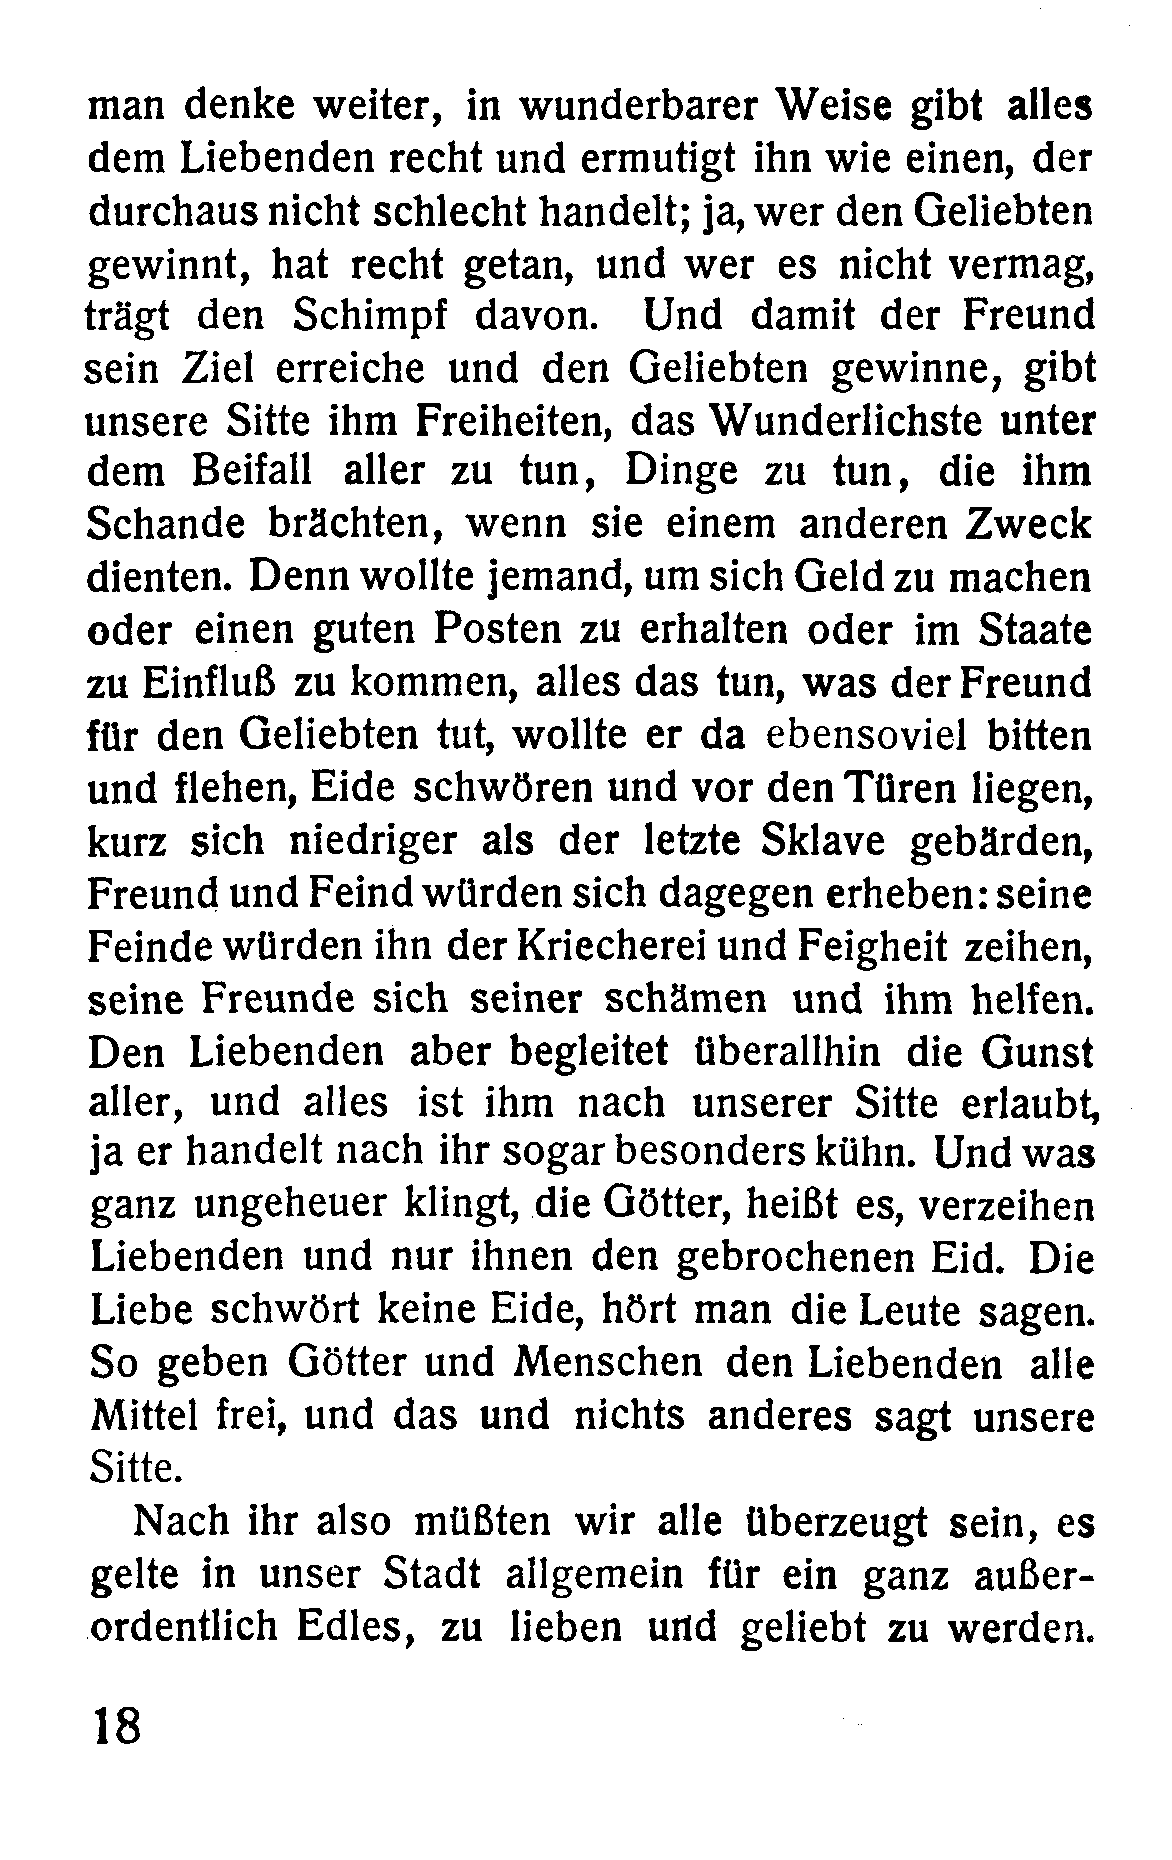 man denke weiter, in wunderbarer Weise gibt alles
dem Liebenden recht und ermutigt ihn wie einen, der
durchaus nicht schlecht handelt; ja, wer den Geliebten
gewinnt, hat recht getan, und wer es nicht vermag,
trägt den Schimpf davon. Und damit der Freund
sein Ziel erreiche und den Geliebten gewinne, gibt
unsere Sitte ihm Freiheiten, das Wunderlichste unter
dem Beifall aller zu tun, Dinge zu tun, die ihm
Schande brächten, wenn sie einem anderen Zweck
dienten. Denn wollte jemand, um sich Geld zu machen
oder einen guten Posten zu erhalten oder im Staate
zu Einfluß zu kommen, alles das tun, was der Freund
für den Geliebten tut, wollte er da ebensoviel bitten
und flehen, Eide schwören und vor den Türen liegen,
kurz sich niedriger als der letzte Sklave gebärden,
Freund und Feind würden sich dagegen erheben: seine
Feinde würden ihn der Kriecherei und Feigheit zeihen,
seine Freunde sich seiner schämen und ihm helfen.
Den Liebenden aber begleitet überallhin die Gunst
aller, und alles ist ihm nach unserer Sitte erlaubt,
ja er handelt nach ihr sogar besonders kühn. Und was
ganz ungeheuer klingt, die Götter, heißt es, verzeihen
Liebenden und nur ihnen den gebrochenen Eid. Die
Liebe schwört keine Eide, hört man die Leute sagen.
So geben Götter und Menschen den Liebenden alle
Mittel frei, und das und nichts anderes sagt unsere
Sitte.
Nach ihr also müßten wir alle überzeugt sein, es
gelte in unser Stadt allgemein für ein ganz außer-
ordentlich Edles, zu lieben und geliebt zu werden.
18